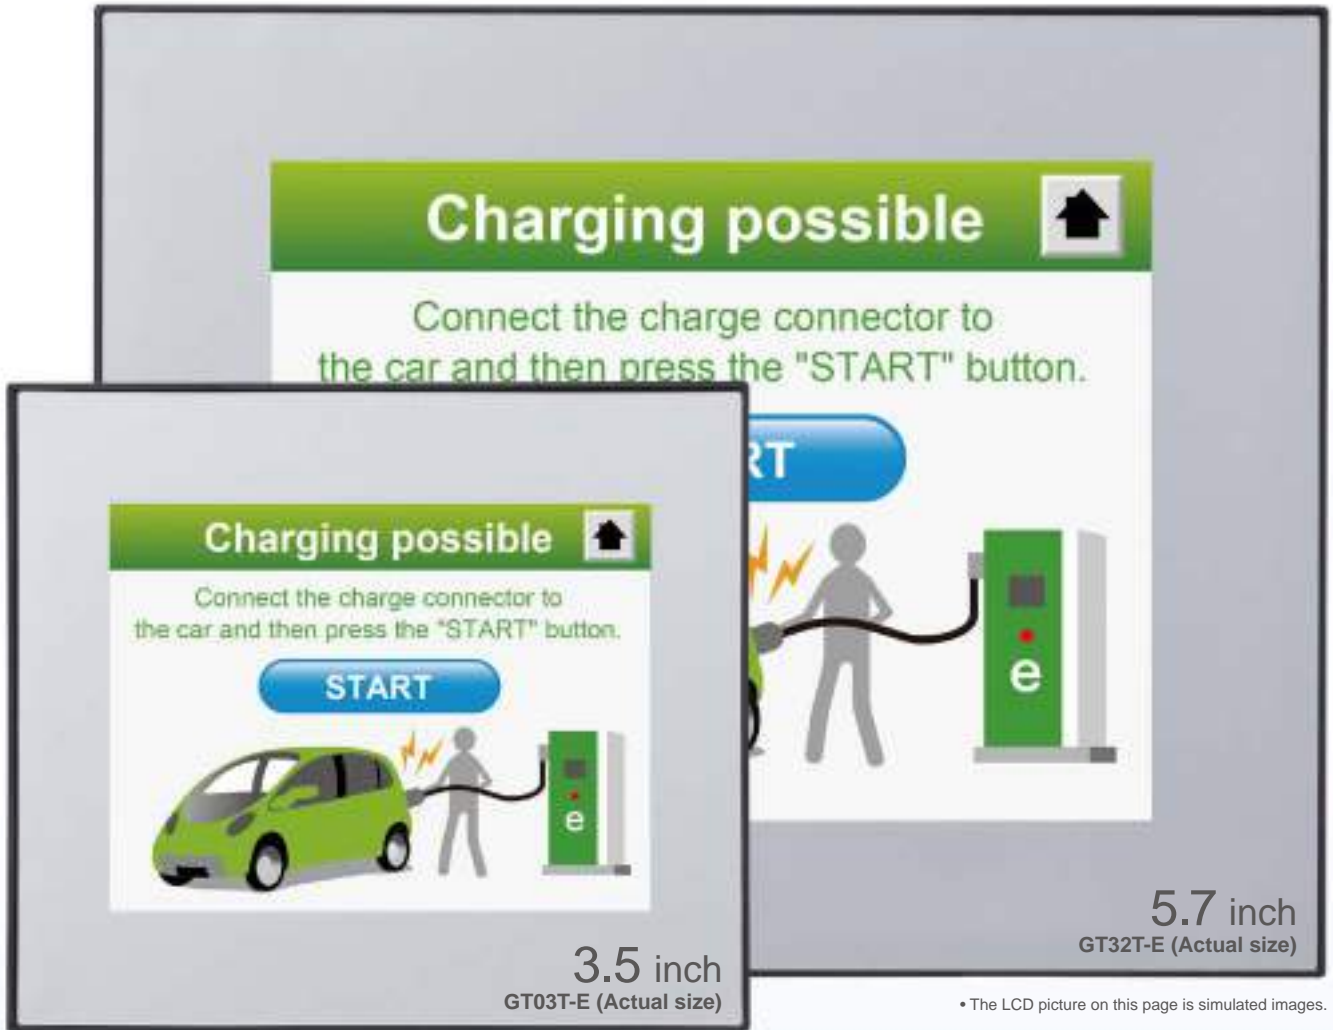 Charging possible
Connect the charge connector to
the car and then press the "START" button.
RT
e
5.7 inch
GT32T-E (Actual size)
Charging possible
Connect the charge connector to
the car and then press the "START" button.
START
e
3.5 inch
GT03T-E (Actual size)
• The LCD picture on this page is simulated images.